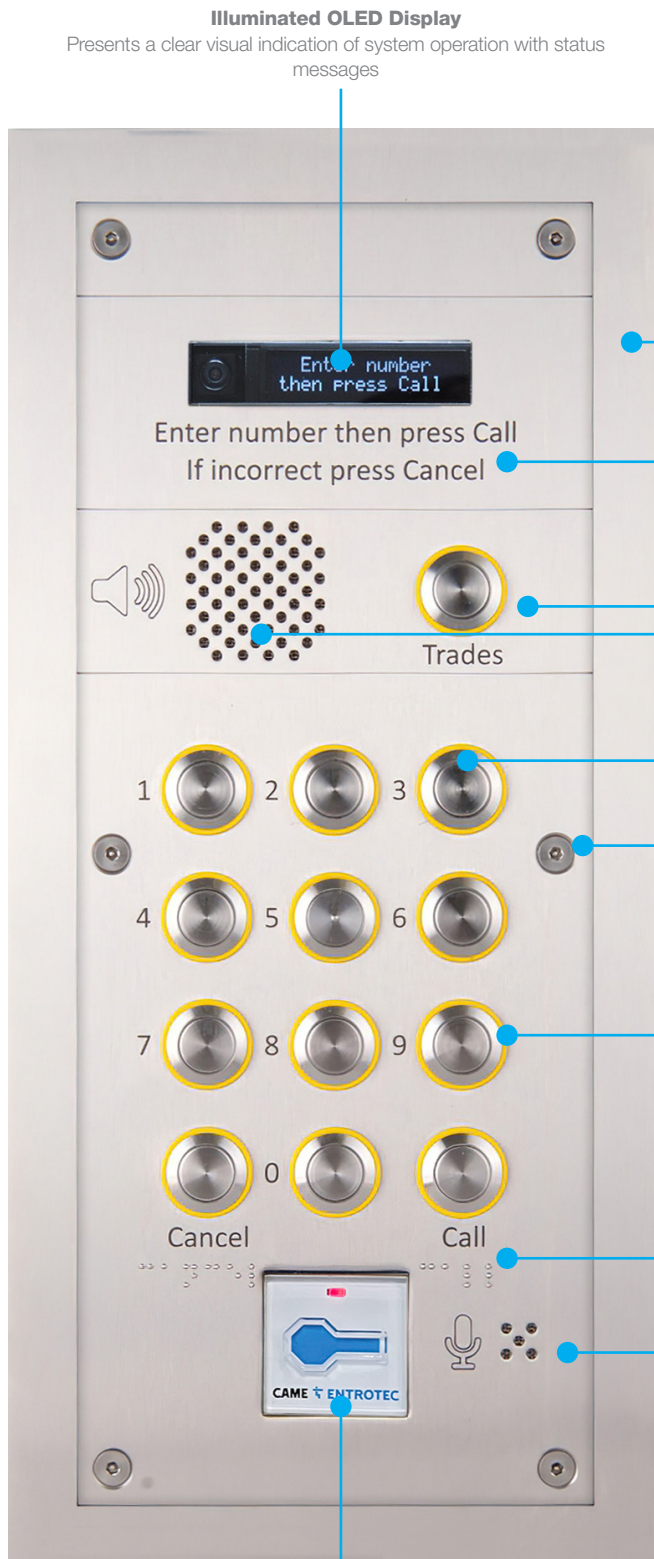 Illuminated OLED Display
Presents a clear visual indication of system operation with status
messages
Enter number
then press Call
Enter number then press Call
If incorrect press Cancel
Trades
1 2 3
4 5 6
7 8 9
0
Cancel Call
CAME ENTROTEC